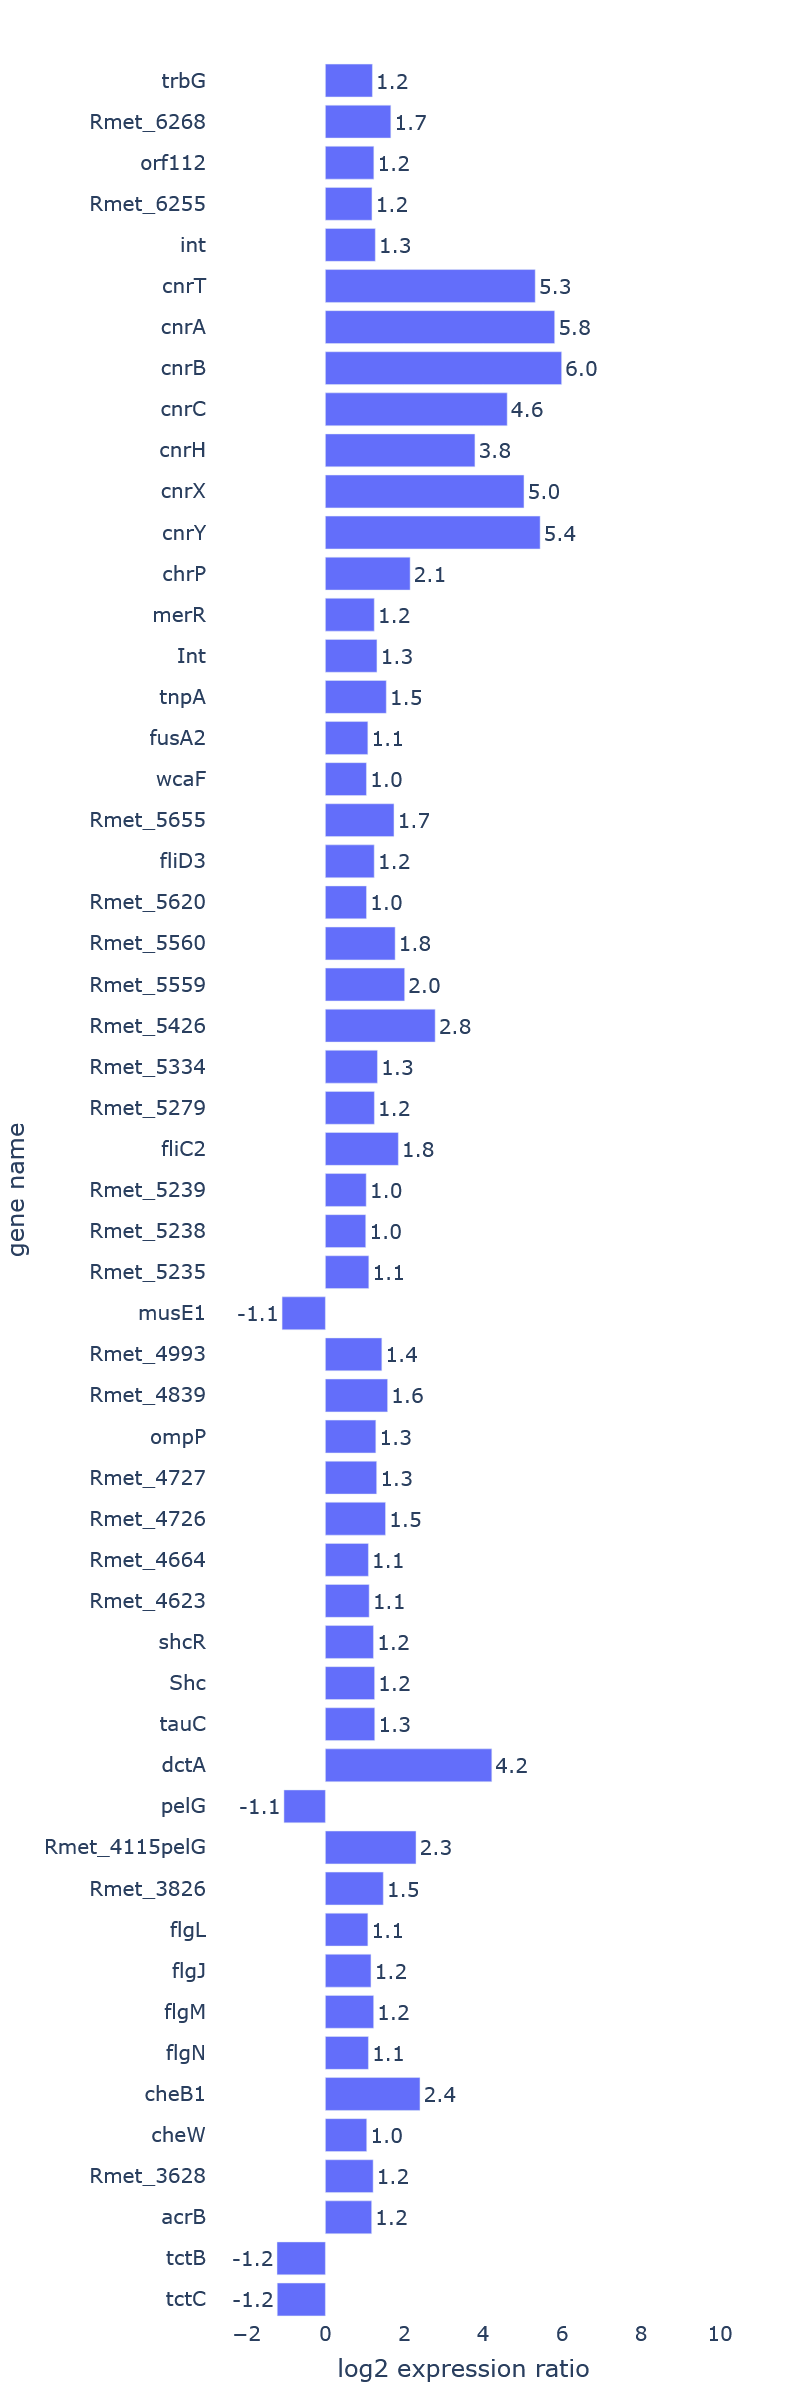 trbG 1.2
Rmet_6268 1.7
orf112 1.2
Rmet_6255 1.2
int 1.3
cnrT 5.3
cnrA 5.8
cnrB 6.0
cnrC 4.6
cnrH 3.8
cnrX 5.0
cnrY 5.4
chrP 2.1
merR 1.2
Int 1.3
tnpA 1.5
fusA2 1.1
wcaF 1.0
Rmet_5655 1.7
fliD3 1.2
Rmet_5620 1.0
Rmet_5560 1.8
Rmet_5559 2.0
Rmet_5426 2.8
Rmet_5334 1.3
Rmet_5279 1.2
fliC2 1.8
Rmet_5239 1.0
Rmet_5238 1.0
Rmet_5235 1.1
musE1 -1.1
Rmet_4993 1.4
Rmet_4839 1.6
ompP 1.3
Rmet_4727 1.3
Rmet_4726 1.5
Rmet_4664 1.1
Rmet_4623 1.1
shcR 1.2
Shc 1.2
tauC 1.3
dctA 4.2
pelG -1.1
Rmet_4115pelG 2.3
Rmet_3826 1.5
flgL 1.1
flgJ 1.2
flgM 1.2
flgN 1.1
cheB1 2.4
cheW 1.0
Rmet_3628 1.2
acrB 1.2
tctB -1.2
tctC -1.2
−2 0 2 4 6 8 10
log2 expression ratio
gene name